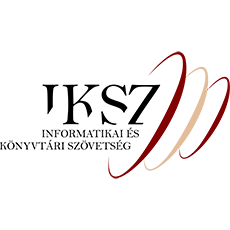 IKSZ
INFORMATIKAI ÉS
KÖNYVTÁRI SZÖVETSÉG